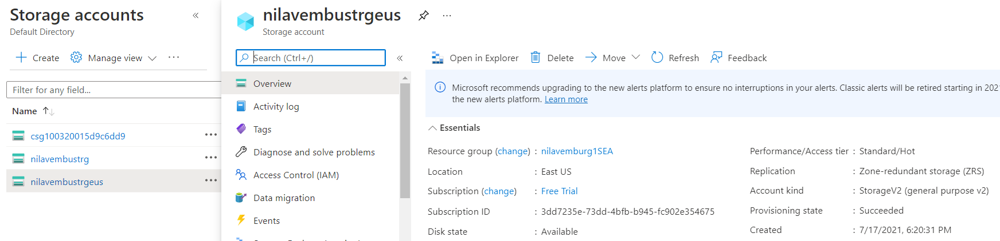 Storage accounts
Default Directory
Create Manage view
Filter for any field...
Name
csg100320015d9c6dd9
nilavembustrg
nilavembustrgeus
nilavembustrgeus
Storage account
Search (Ctrl+/)
Overview
Activity log
Tags
Diagnose and solve problems
Access Control (IAM)
Data migration
Events
Open in Explorer Delete Move Refresh Feedback
Microsoft recommends upgrading to the new alerts platform to ensure no interruptions in your alerts. Classic alerts will be retired starting in 2021
the new alerts platform. Learn more
Essentials
Resource group (change) : nilavemburg1SEA
Location : East US
Subscription (change) : Free Trial
Subscription ID : 3dd7235e-73dd-4bfb-b945-fc902e354675
Disk state : Available
Performance/Access tier : Standard/Hot
Replication : Zone-redundant storage (ZRS)
Account kind : StorageV2 (general purpose v2)
Provisioning state : Succeeded
Created : 7/17/2021, 6:20:31 PM